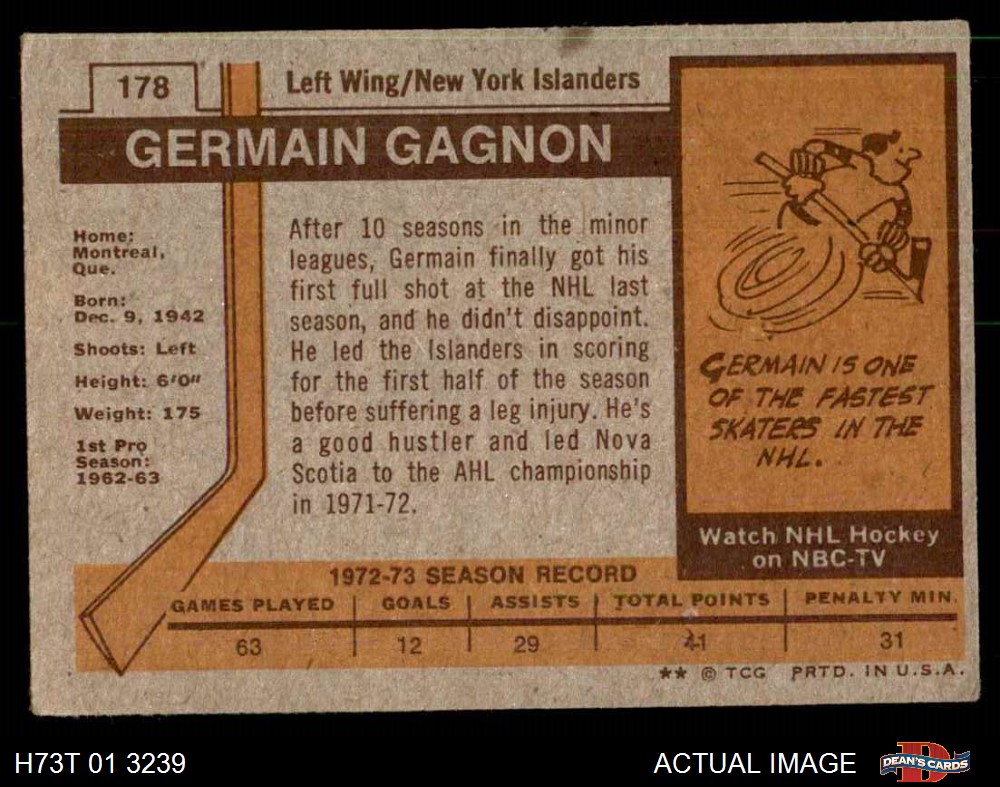 178
Left Wing/New York Islanders
GERMAIN GAGNON
Home:
Montreal,
Que.
Born:
Dec. 9, 1942
Shoots: Left
Height: 6'0"
Weight: 175
1st Pro
Season:
1962-63
After 10 seasons in the minor
leagues, Germain finally got his
first full shot at the NHL last
season, and he didn't disappoint.
He led the Islanders in scoring
for the first half of the season
before suffering a leg injury. He's
a good hustler and led Nova
Scotia to the AHL championship
in 1971-72.
GERMAIN IS ONE
OF THE FASTEST
SKATERS IN THE
NHL.
Watch NHL Hockey
on NBC-TV
1972-73 SEASON RECORD
GAMES PLAYED GOALS ASSISTS TOTAL POINTS PENALTY MIN.
63 12 29 41 31
** © TCG PRTD. IN U.S.A.
H73T 01 3239
ACTUAL IMAGE
D
DEAN'S CARDS